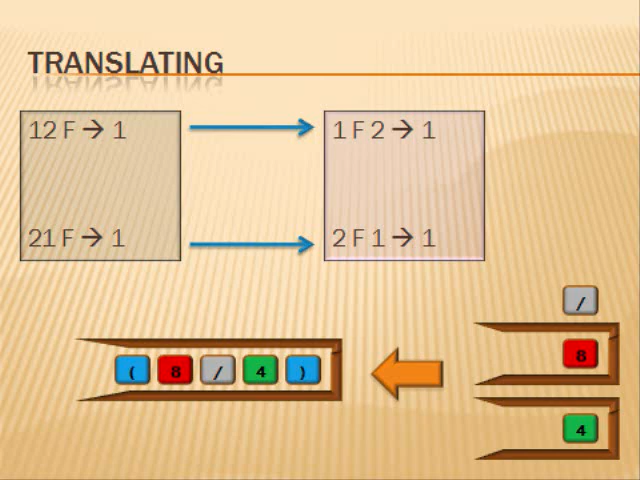 TRANSLATING
12 F → 1
1 F 2 → 1
21 F → 1
2 F 1 → 1
/
8
( 8 / 4 )
4